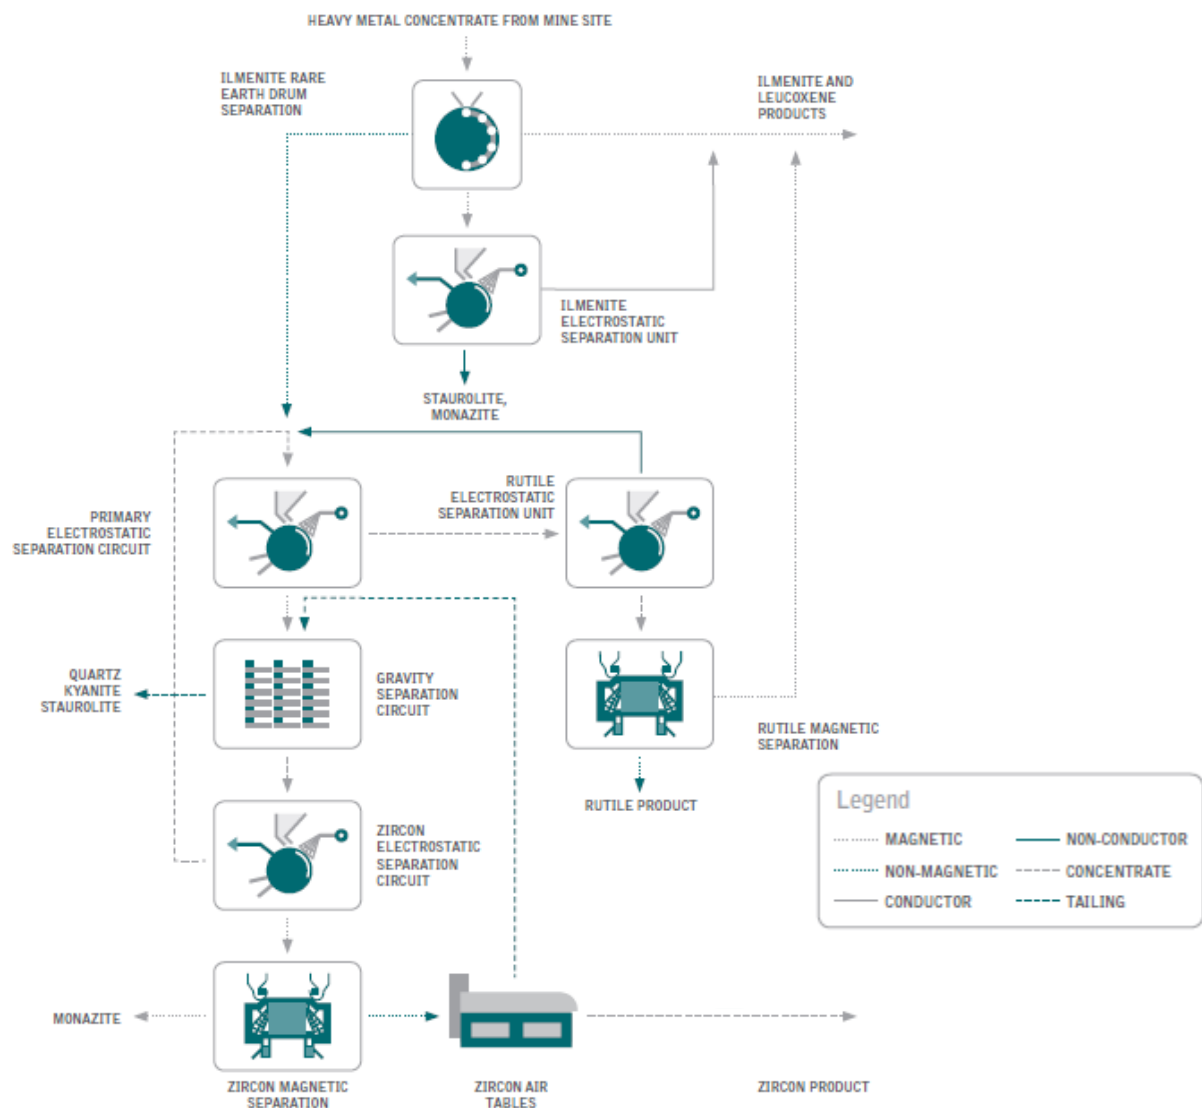 HEAVY METAL CONCENTRATE FROM MINE SITE
ILMENITE RARE
EARTH DRUM
SEPARATION
ILMENITE AND
LEUCOXENE
PRODUCTS
ILMENITE
ELECTROSTATIC
SEPARATION UNIT
STAUROLITE,
MONAZITE
PRIMARY
ELECTROSTATIC
SEPARATION CIRCUIT
RUTILE
ELECTROSTATIC
SEPARATION UNIT
QUARTZ
KYANITE
STAUROLITE
GRAVITY
SEPARATION
CIRCUIT
RUTILE MAGNETIC
SEPARATION
RUTILE PRODUCT
ZIRCON
ELECTROSTATIC
SEPARATION
CIRCUIT
Legend
MAGNETIC
NON-CONDUCTOR
NON-MAGNETIC
CONCENTRATE
CONDUCTOR
TAILING
MONAZITE
ZIRCON MAGNETIC
SEPARATION
ZIRCON AIR
TABLES
ZIRCON PRODUCT